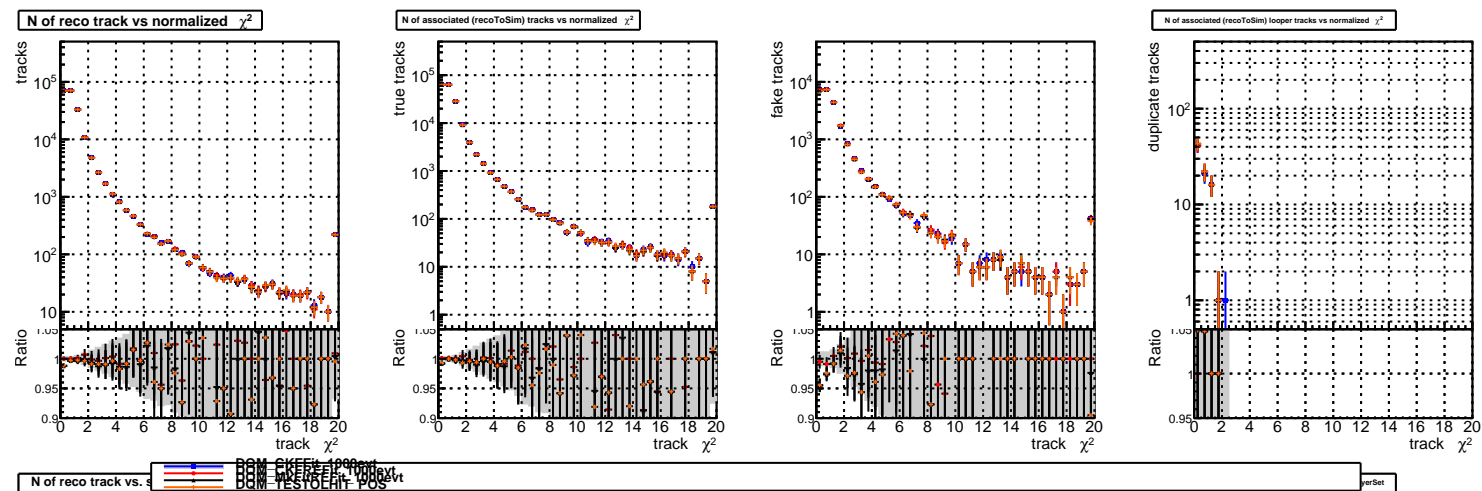 N of reco track vs normalized χ²
N of associated (recoToSim) tracks vs normalized χ²
N of associated (recoToSim) looper tracks vs normalized χ²
tracks
10⁵
10⁴
10³
10²
10
Ratio
1.05
1
0.95
0.9
0 2 4 6 8 10 12 14 16 18 20
track χ²
true tracks
10⁵
10⁴
10³
10²
10
1
Ratio
1.05
1
0.95
0.9
0 2 4 6 8 10 12 14 16 18 20
track χ²
fake tracks
10⁴
10³
10²
10
1
Ratio
1.05
1
0.95
0.9
0 2 4 6 8 10 12 14 16 18 20
track χ²
duplicate tracks
10²
10
1
Ratio
1.05
1
0.95
0 2 4 6 8 10 12 14 16 18 20
track χ²
DQM_CKFFit_1000evt
DQM_CKFREFit_1000evt
DQM_MkFitREFit_1000evt
DQM_TESTOLHIT_POS
N of reco track vs. s
yerSet